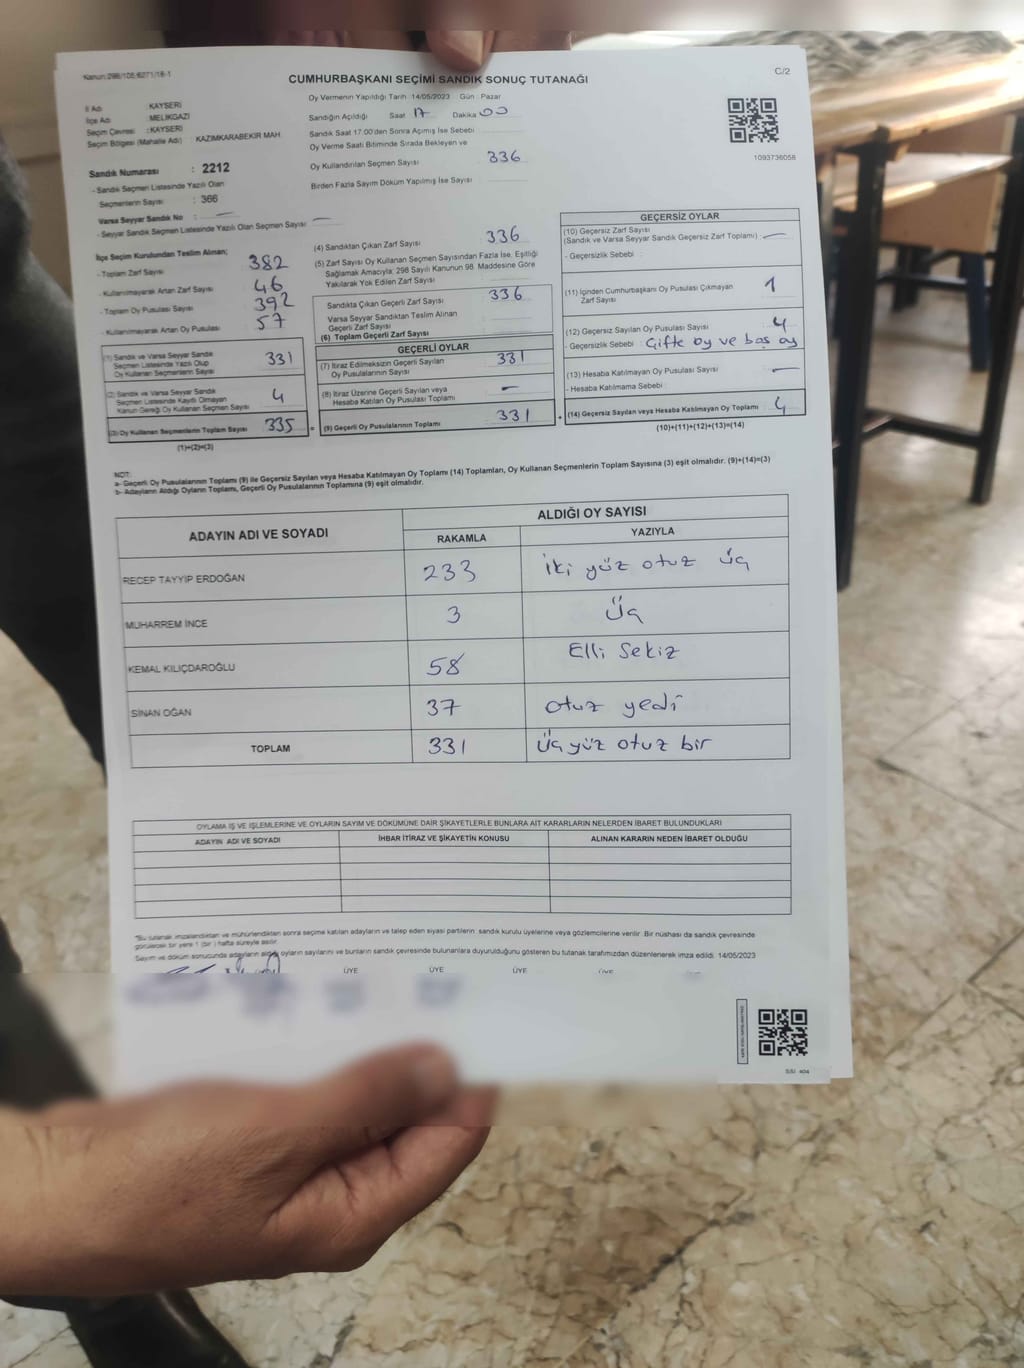 Kanun:298/105;6271/16-1
CUMHURBAŞKANI SEÇİMİ SANDIK SONUÇ TUTANAĞI
C/2
İl Adı : KAYSERİ
İlçe Adı : MELİKGAZİ
Seçim Çevresi : KAYSERİ
Seçim Bölgesi (Mahalle Adı) : KAZIMKARABEKİR MAH.
Sandık Numarası : 2212
- Sandık Seçmen Listesinde Yazılı Olan
Seçmenlerin Sayısı : 366
Varsa Seyyar Sandık No : —
- Seyyar Sandık Seçmen Listesinde Yazılı Olan Seçmen Sayısı —
Oy Vermenin Yapıldığı Tarih :14/05/2023 Gün : Pazar
Sandığın Açıldığı Saat 17 Dakika 00
Sandık Saat 17.00'den Sonra Açımış İse Sebebi
Oy Verme Saati Bitiminde Sırada Bekleyen ve
Oy Kullandırılan Seçmen Sayısı 336
Birden Fazla Sayım Döküm Yapılmış İse Sayısı
1093736058
İlçe Seçim Kurulundan Teslim Alınan;
- Toplam Zarf Sayısı 382
- Kullanılmayarak Artan Zarf Sayısı 46
- Toplam Oy Pusulası Sayısı 392
- Kullanılmayarak Artan Oy Pusulası 57
(1) Sandık ve Varsa Seyyar Sandık
Seçmen Listesinde Yazılı Olup
Oy Kullanan Seçmenlerin Sayısı 331
(2) Sandık ve Varsa Seyyar Sandık
Seçmen Listesinde Kayıtlı Olmayan
Kanun Gereği Oy Kullanan Seçmen Sayısı 4
(3) Oy Kullanan Seçmenlerin Toplam Sayısı 335
(1)+(2)=(3)
(4) Sandıktan Çıkan Zarf Sayısı 336
(5) Zarf Sayısı Oy Kullanan Seçmen Sayısından Fazla İse, Eşitliği
Sağlamak Amacıyla; 298 Sayılı Kanunun 98. Maddesine Göre
Yakılarak Yok Edilen Zarf Sayısı
Sandıkta Çıkan Geçerli Zarf Sayısı 336
Varsa Seyyar Sandıktan Teslim Alınan
Geçerli Zarf Sayısı
(6) Toplam Geçerli Zarf Sayısı
GEÇERLİ OYLAR
(7) İtiraz Edilmeksizin Geçerli Sayılan
Oy Pusulalarının Sayısı 331
(8) İtiraz Üzerine Geçerli Sayılan veya
Hesaba Katılan Oy Pusulası Toplamı —
= (9) Geçerli Oy Pusulalarının Toplamı 331
GEÇERSİZ OYLAR
(10) Geçersiz Zarf Sayısı
(Sandık ve Varsa Seyyar Sandık Geçersiz Zarf Toplamı) : —
- Geçersizlik Sebebi :
(11) İçinden Cumhurbaşkanı Oy Pusulası Çıkmayan
Zarf Sayısı 1
(12) Geçersiz Sayılan Oy Pusulası Sayısı 4
- Geçersizlik Sebebi : Çifte oy ve boş oy
(13) Hesaba Katılmayan Oy Pusulası Sayısı —
- Hesaba Katılmama Sebebi :
+ (14) Geçersiz Sayılan veya Hesaba Katılmayan Oy Toplamı 4
(10)+(11)+(12)+(13)=(14)
NOT:
a- Geçerli Oy Pusulalarının Toplamı (9) ile Geçersiz Sayılan veya Hesaba Katılmayan Oy Toplamı (14) Toplamları, Oy Kullanan Seçmenlerin Toplam Sayısına (3) eşit olmalıdır. (9)+(14)=(3)
b- Adayların Aldığı Oyların Toplamı, Geçerli Oy Pusulalarının Toplamına (9) eşit olmalıdır.
ADAYIN ADI VE SOYADI ALDIĞI OY SAYISI
RAKAMLA YAZIYLA
RECEP TAYYİP ERDOĞAN 233 iki yüz otuz üç
MUHARREM İNCE 3 üç
KEMAL KILIÇDAROĞLU 58 Elli Sekiz
SİNAN OĞAN 37 otuz yedi
TOPLAM 331 Üç yüz otuz bir
OYLAMA İŞ VE İŞLEMLERİNE VE OYLARIN SAYIM VE DÖKÜMÜNE DAİR ŞİKAYETLERLE BUNLARA AİT KARARLARIN NELERDEN İBARET BULUNDUKLARI
ADAYIN ADI VE SOYADI İHBAR İTİRAZ VE ŞİKAYETİN KONUSU ALINAN KARARIN NEDEN İBARET OLDUĞU
*Bu tutanak imzalandıktan ve mühürlendikten sonra seçime katılan adayların ve talep eden siyasi partilerin sandık kurulu üyelerine veya gözlemcilerine verilir. Bir nüshası da sandık çevresinde
görülecek bir yere 1 (bir ) hafta süreyle asılır.
Sayım ve döküm sonucunda adayların aldığı oyların sayılarını ve bunların sandık çevresinde bulunanlara duyurulduğunu gösteren bu tutanak tarafımızdan düzenlenerek imza edildi. 14/05/2023
ÜYE ÜYE ÜYE ÜYE